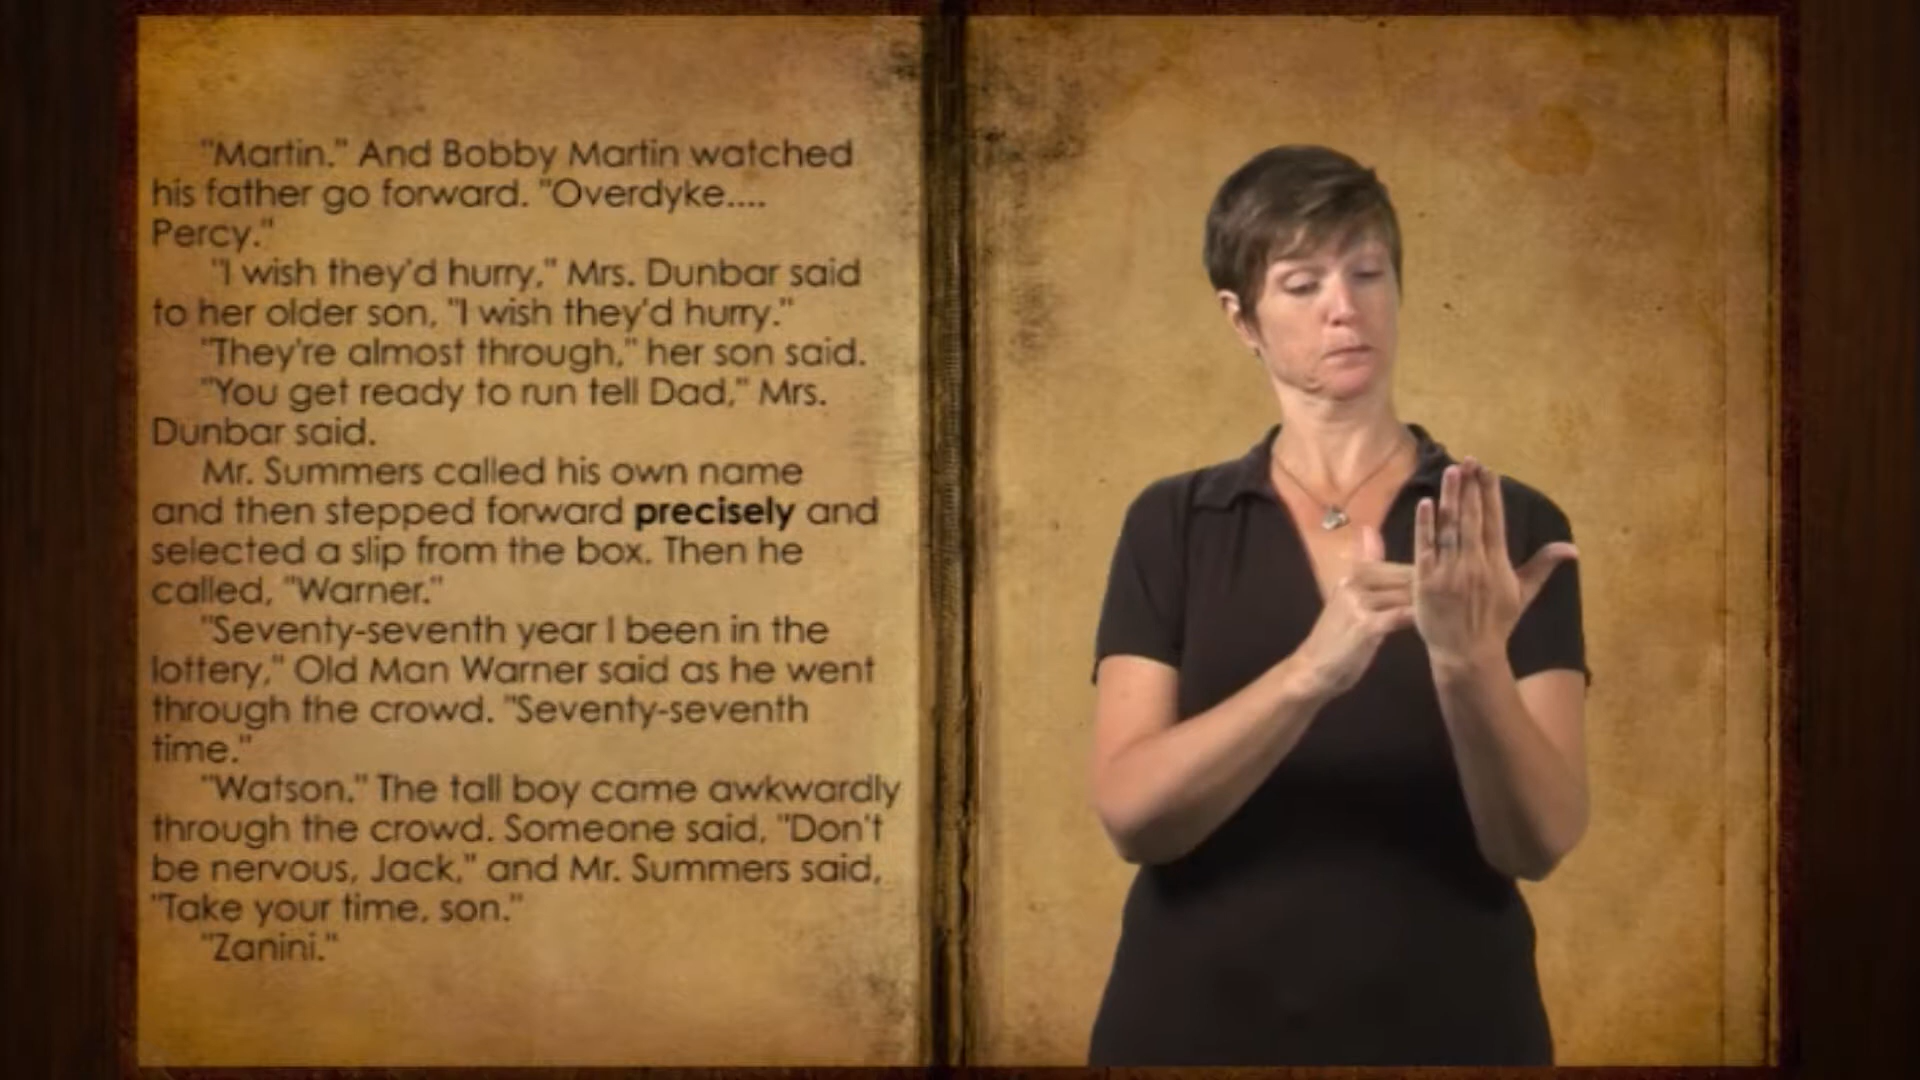 "Martin." And Bobby Martin watched
his father go forward. "Overdyke....
Percy."
"I wish they'd hurry," Mrs. Dunbar said
to her older son, "I wish they'd hurry."
"They're almost through," her son said.
"You get ready to run tell Dad," Mrs.
Dunbar said.
Mr. Summers called his own name
and then stepped forward precisely and
selected a slip from the box. Then he
called, "Warner."
"Seventy-seventh year I been in the
lottery," Old Man Warner said as he went
through the crowd. "Seventy-seventh
time."
"Watson." The tall boy came awkwardly
through the crowd. Someone said, "Don't
be nervous, Jack," and Mr. Summers said,
"Take your time, son."
"Zanini."